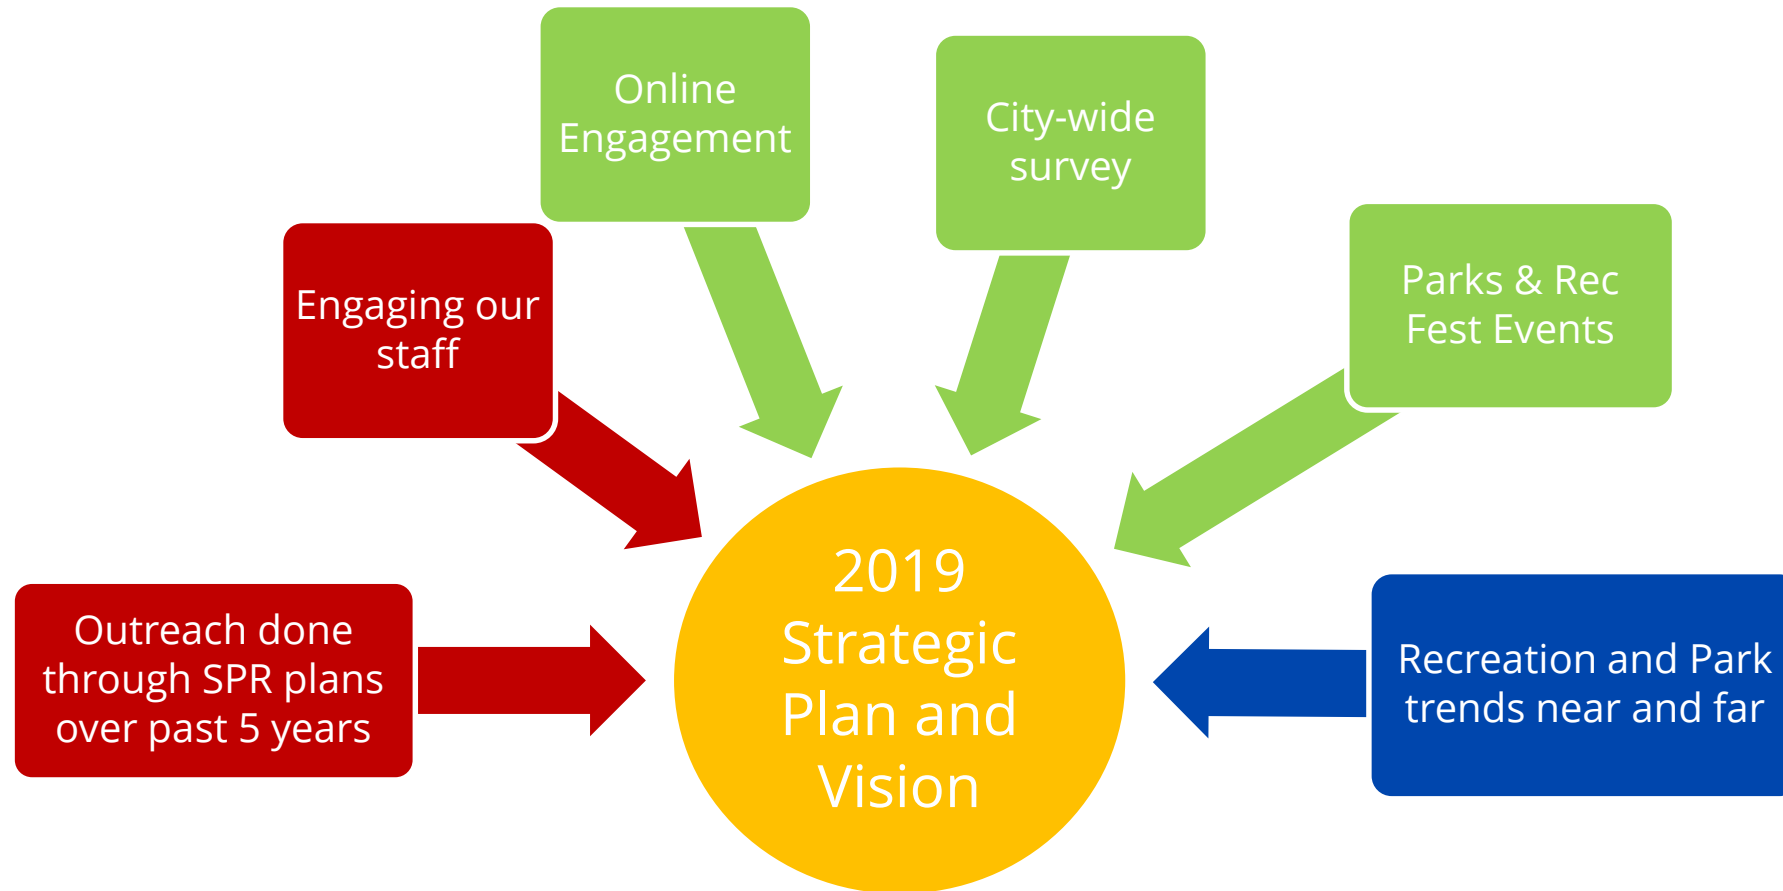 Online
Engagement
City-wide
survey
Engaging our
staff
Parks & Rec
Fest Events
Outreach done
through SPR plans
over past 5 years
2019
Strategic
Plan and
Vision
Recreation and Park
trends near and far